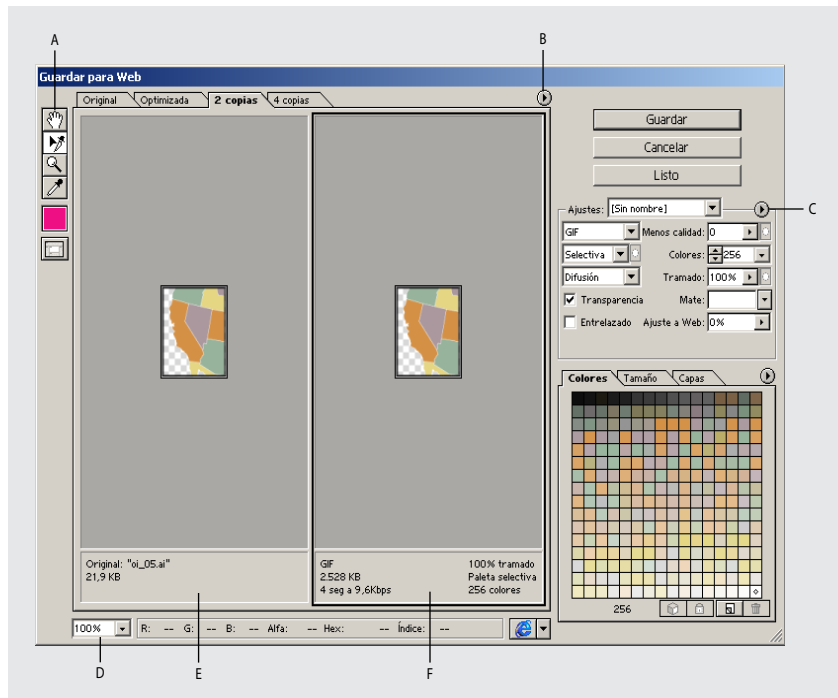 A
B
Guardar para Web
Original Optimizada 2 copias 4 copias
Guardar
Cancelar
Listo
Ajustes: [Sin nombre]
C
GIF Menos calidad: 0
Selectiva Colores: 256
Difusión Tramado: 100%
Transparencia Mate:
Entrelazado Ajuste a Web: 0%
Colores Tamaño Capas
Original: "oi_05.ai"
21,9 KB
GIF 100% tramado
2.528 KB Paleta selectiva
4 seg a 9,6Kbps 256 colores
256
100% R: -- G: -- B: -- Alfa: -- Hex: -- Índice: --
D
E
F